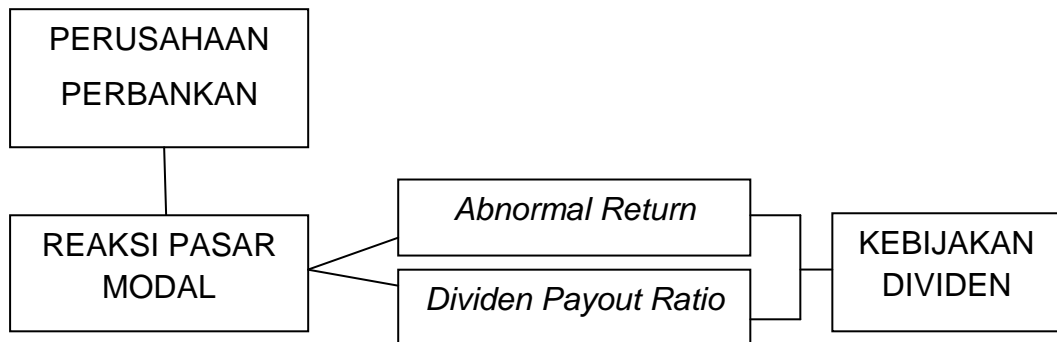 PERUSAHAAN
PERBANKAN
Abnormal Return
REAKSI PASAR
MODAL
KEBIJAKAN
DIVIDEN
Dividen Payout Ratio